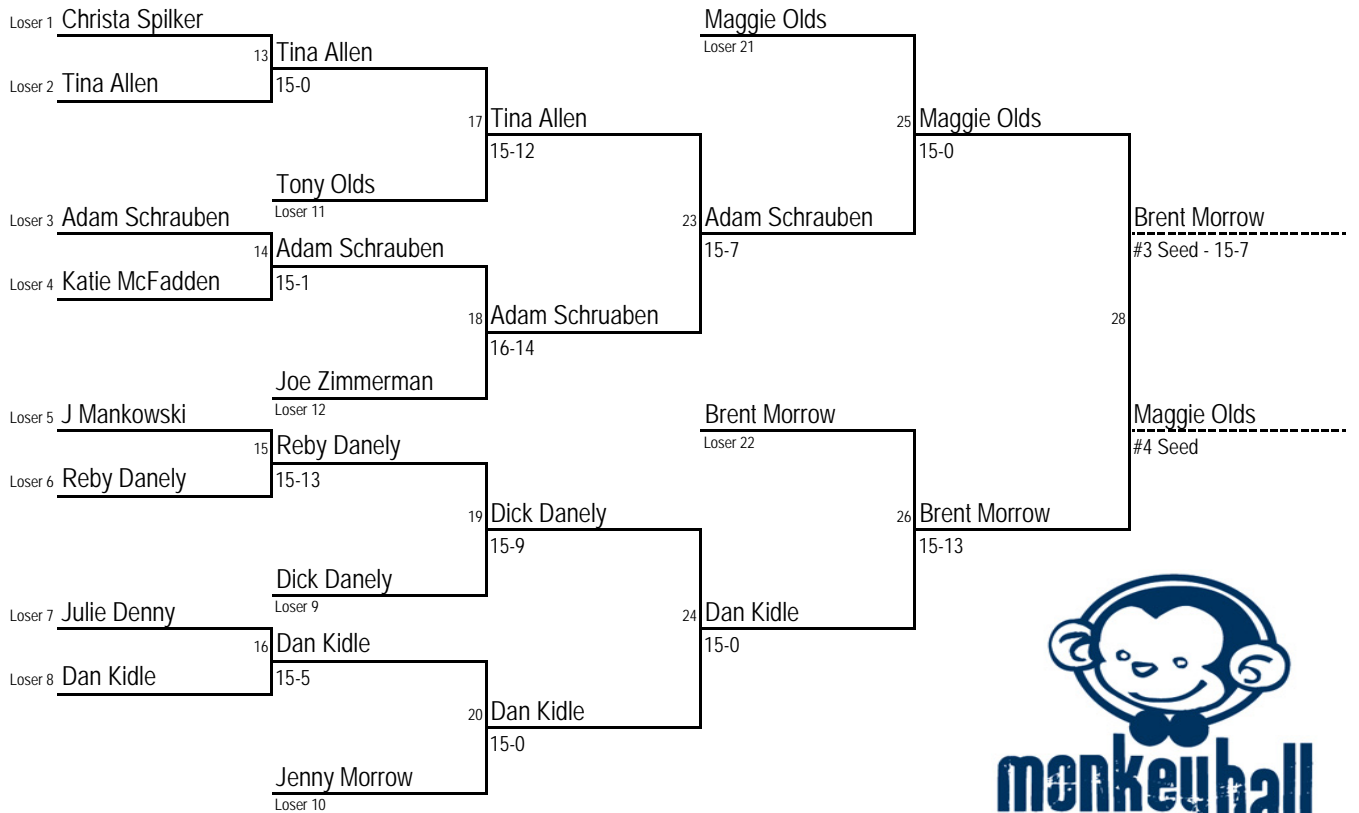 Loser 1 Christa Spilker
13 Tina Allen
15-0
Loser 2 Tina Allen
17 Tina Allen
15-12
Tony Olds
Loser 11
Loser 3 Adam Schrauben
14 Adam Schrauben
15-1
Loser 4 Katie McFadden
18 Adam Schruaben
16-14
Joe Zimmerman
Loser 12
23 Adam Schrauben
15-7
Maggie Olds
Loser 21
25 Maggie Olds
15-0
Loser 5 J Mankowski
15 Reby Danely
15-13
Loser 6 Reby Danely
19 Dick Danely
15-9
Dick Danely
Loser 9
Loser 7 Julie Denny
16 Dan Kidle
15-5
Loser 8 Dan Kidle
20 Dan Kidle
15-0
Jenny Morrow
Loser 10
24 Dan Kidle
15-0
Brent Morrow
Loser 22
26 Brent Morrow
15-13
28
Brent Morrow
#3 Seed - 15-7
Maggie Olds
#4 Seed
monkeyball